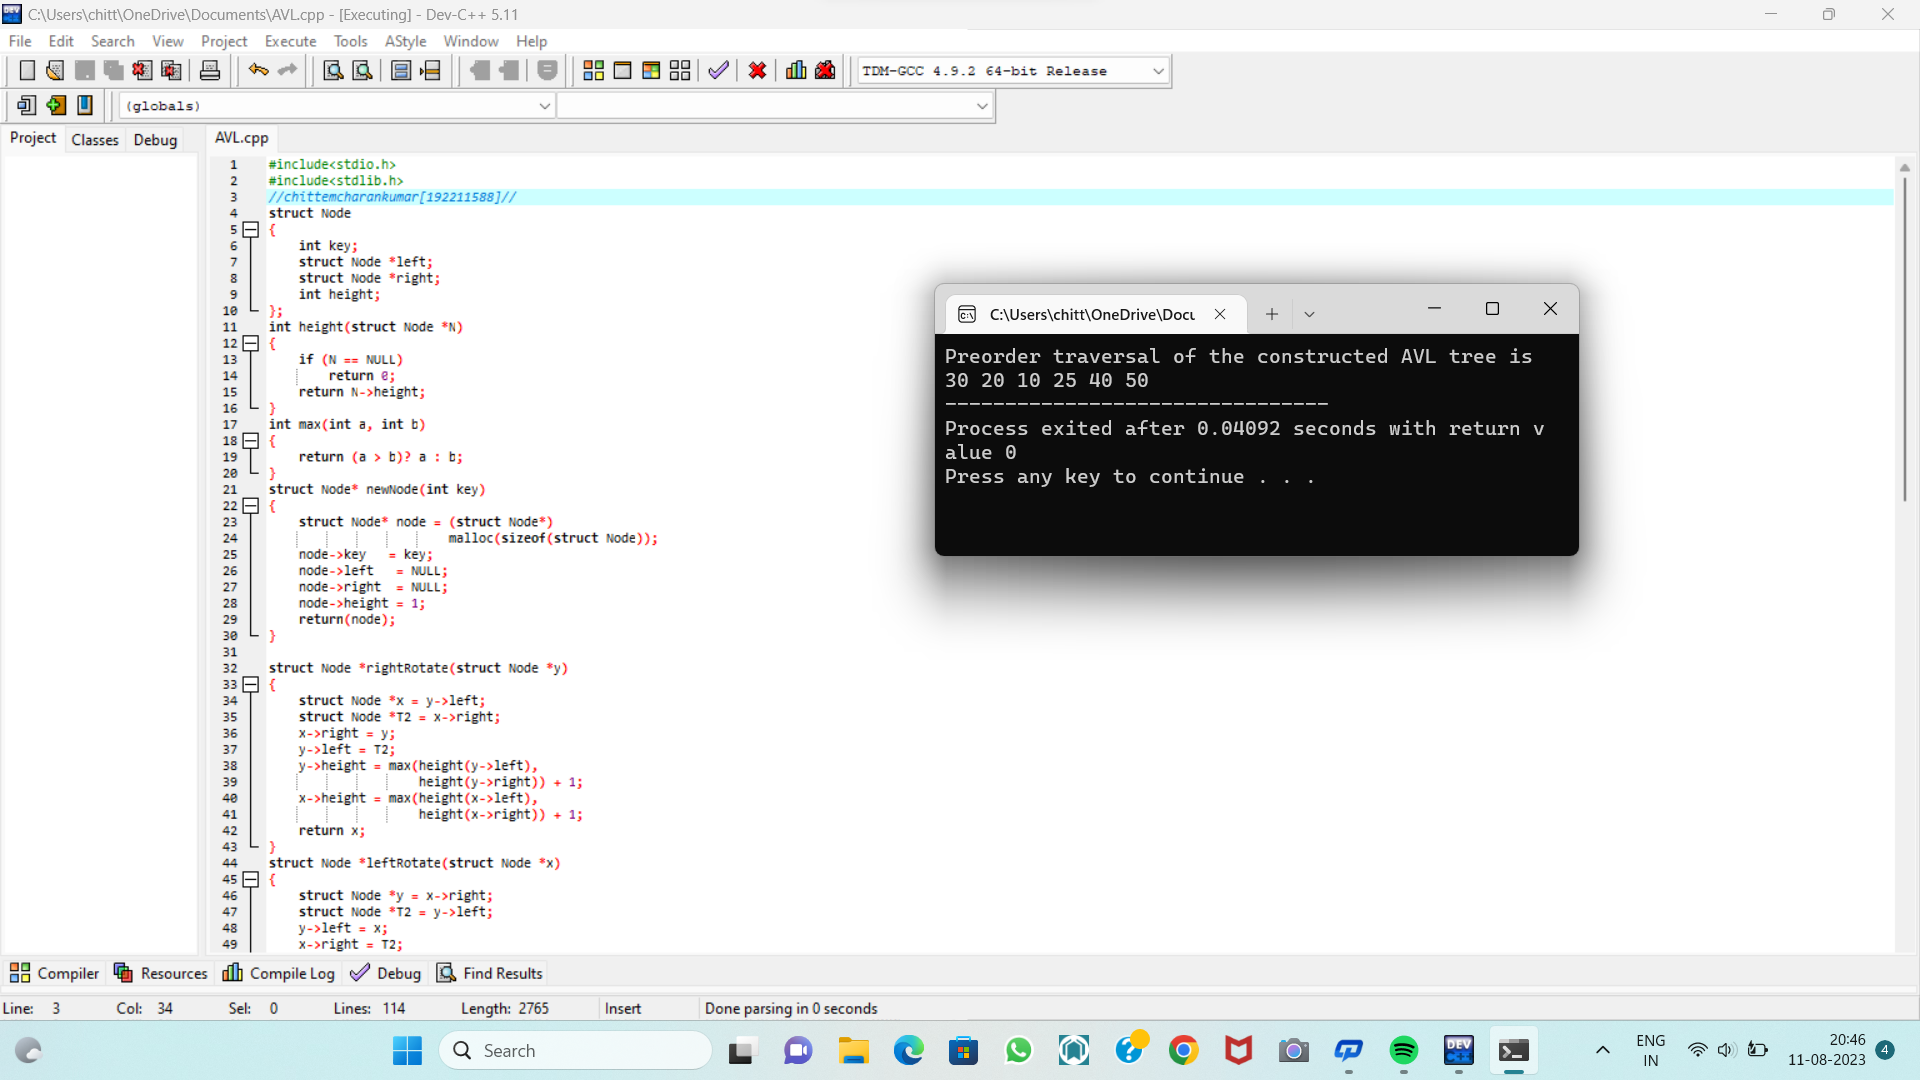 C:\Users\chitt\OneDrive\Documents\AVL.cpp - [Executing] - Dev-C++ 5.11
File Edit Search View Project Execute Tools AStyle Window Help
TDM-GCC 4.9.2 64-bit Release
(globals)
Project Classes Debug AVL.cpp
1 #include<stdio.h>
2 #include<stdlib.h>
3 //chittemcharankumar[192211588]//
4 struct Node
5 {
6 int key;
7 struct Node *left;
8 struct Node *right;
9 int height;
10 };
11 int height(struct Node *N)
12 {
13 if (N == NULL)
14 return 0;
15 return N->height;
16 }
17 int max(int a, int b)
18 {
19 return (a > b)? a : b;
20 }
21 struct Node* newNode(int key)
22 {
23 struct Node* node = (struct Node*)
24 malloc(sizeof(struct Node));
25 node->key   = key;
26 node->left   = NULL;
27 node->right  = NULL;
28 node->height = 1;
29 return(node);
30 }
31
32 struct Node *rightRotate(struct Node *y)
33 {
34 struct Node *x = y->left;
35 struct Node *T2 = x->right;
36 x->right = y;
37 y->left = T2;
38 y->height = max(height(y->left),
39 height(y->right)) + 1;
40 x->height = max(height(x->left),
41 height(x->right)) + 1;
42 return x;
43 }
44 struct Node *leftRotate(struct Node *x)
45 {
46 struct Node *y = x->right;
47 struct Node *T2 = y->left;
48 y->left = x;
49 x->right = T2;
C:\Users\chitt\OneDrive\Docu
Preorder traversal of the constructed AVL tree is
30 20 10 25 40 50
--------------------------------
Process exited after 0.04092 seconds with return v
alue 0
Press any key to continue . . .
Compiler Resources Compile Log Debug Find Results
Line: 3 Col: 34 Sel: 0 Lines: 114 Length: 2765 Insert Done parsing in 0 seconds
Search
DEV
C++
ENG
IN
20:46
11-08-2023
4